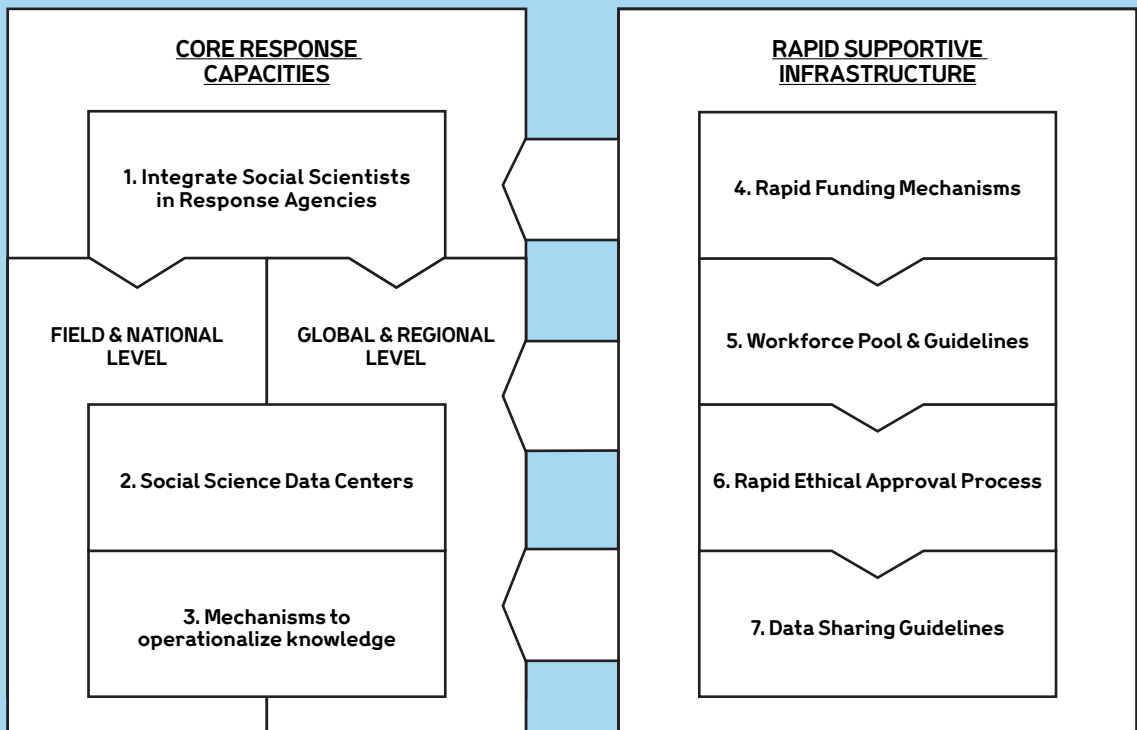 CORE RESPONSE
CAPACITIES
1. Integrate Social Scientists
in Response Agencies
FIELD & NATIONAL
LEVEL
GLOBAL & REGIONAL
LEVEL
2. Social Science Data Centers
3. Mechanisms to
operationalize knowledge
RAPID SUPPORTIVE
INFRASTRUCTURE
4. Rapid Funding Mechanisms
5. Workforce Pool & Guidelines
6. Rapid Ethical Approval Process
7. Data Sharing Guidelines